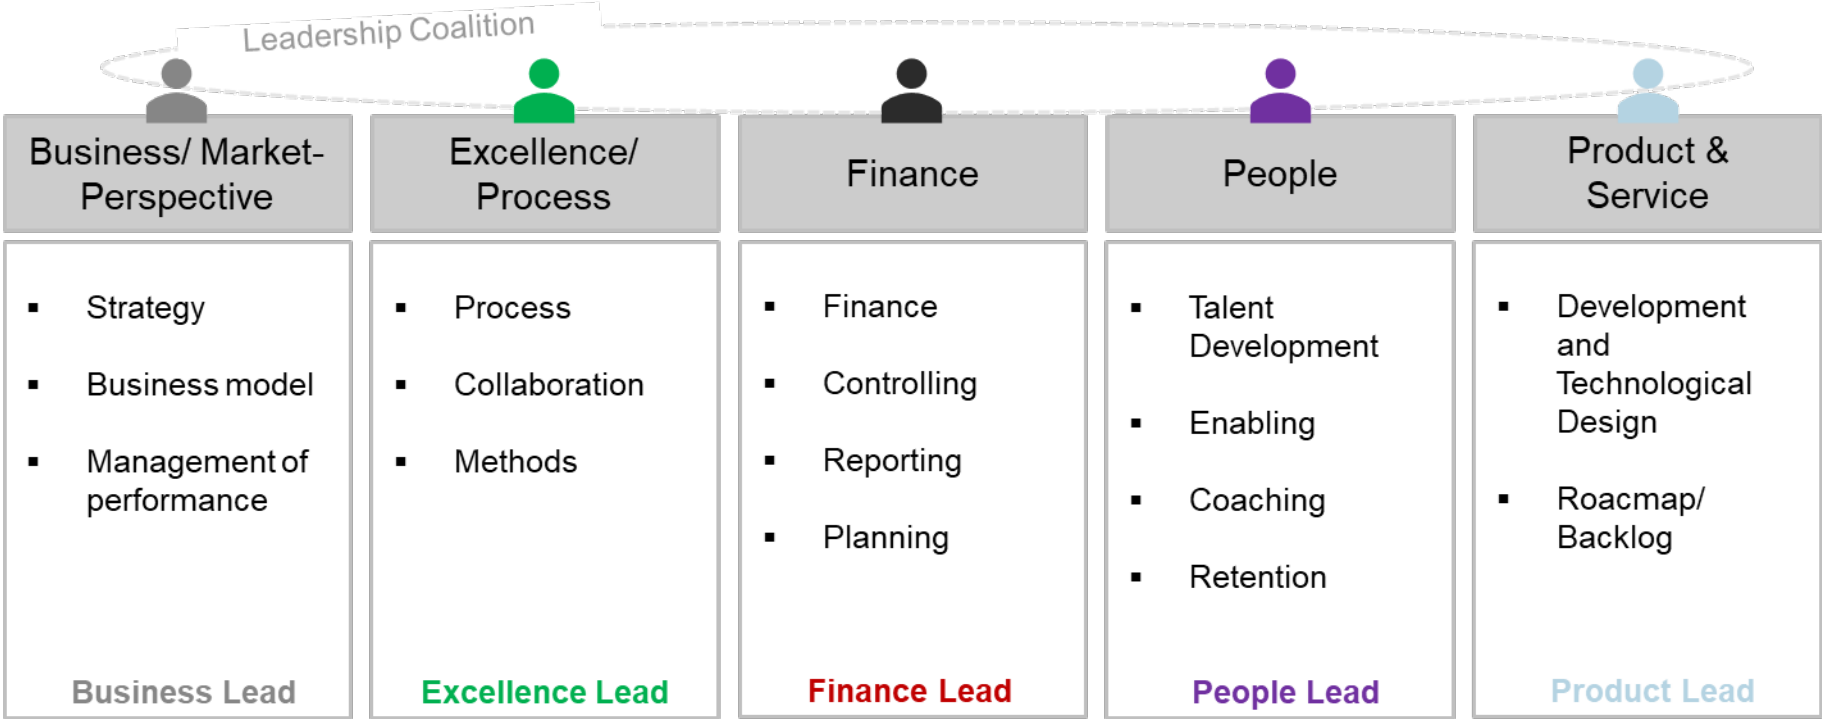 Leadership Coalition
Business/ Market-
Perspective
Strategy
Business model
Management of
performance
Business Lead
Excellence/
Process
Process
Collaboration
Methods
Excellence Lead
Finance
Finance
Controlling
Reporting
Planning
Finance Lead
People
Talent
Development
Enabling
Coaching
Retention
People Lead
Product &
Service
Development
and
Technological
Design
Roacmap/
Backlog
Product Lead